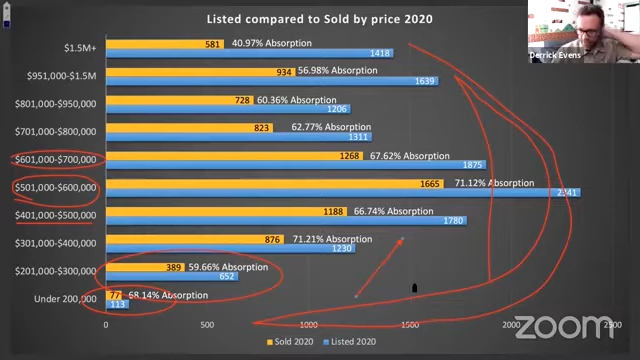 Listed compared to Sold by price 2020
Derrick Evens
$1.5M+ 581 40.97% Absorption 1418
$951,000-$1.5M 934 56.98% Absorption 1639
$801,000-$950,000 728 60.36% Absorption 1206
$701,000-$800,000 823 62.77% Absorption 1311
$601,000-$700,000 1268 67.62% Absorption 1875
$501,000-$600,000 1665 71.12% Absorption 2341
$401,000-$500,000 1188 66.74% Absorption 1780
$301,000-$400,000 876 71.21% Absorption 1230
$201,000-$300,000 389 59.66% Absorption 652
Under 200,000 77 68.14% Absorption 113
0 500 1000 1500 2000 2500
Sold 2020 Listed 2020
zoom